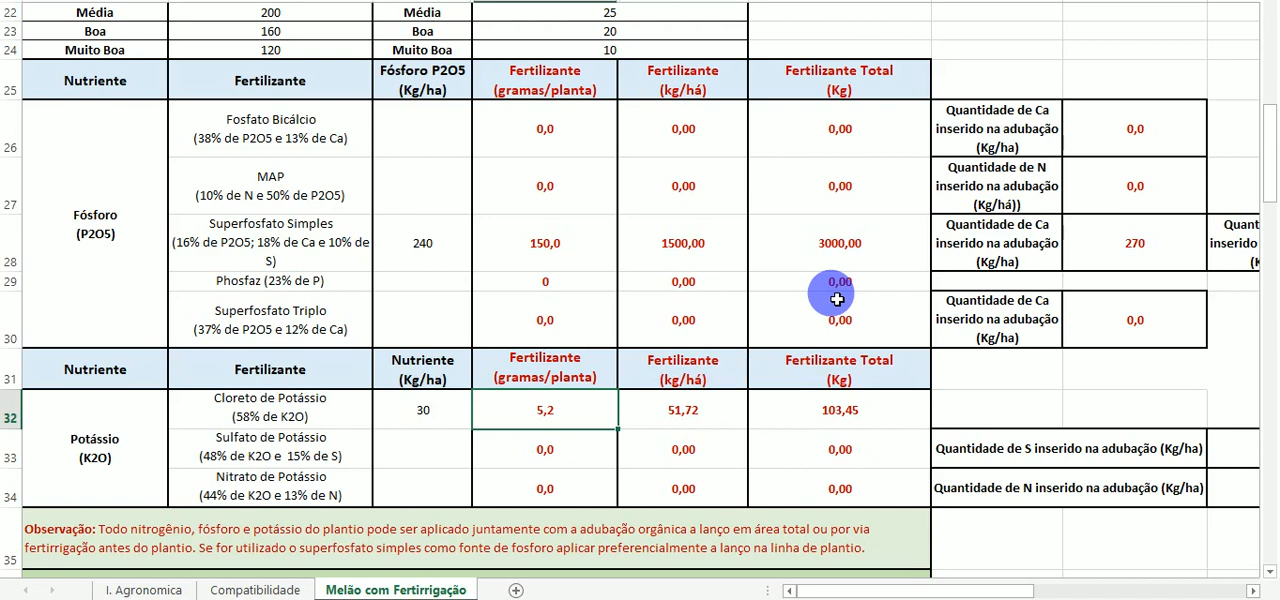 22 Média 200 Média 25
23 Boa 160 Boa 20
24 Muito Boa 120 Muito Boa 10
25 Nutriente Fertilizante Fósforo P2O5 (Kg/ha) Fertilizante (gramas/planta) Fertilizante (kg/há) Fertilizante Total (Kg)
Fósforo
(P2O5)
26 Fosfato Bicálcio
(38% de P2O5 e 13% de Ca)
0,0 0,00 0,00
Quantidade de Ca
inserido na adubação
(Kg/ha)
0,0
27 MAP
(10% de N e 50% de P2O5)
0,0 0,00 0,00
Quantidade de N
inserido na adubação
(Kg/há))
0,0
28 Superfosfato Simples
(16% de P2O5; 18% de Ca e 10% de
S)
240 150,0 1500,00 3000,00
Quantidade de Ca
inserido na adubação
(Kg/ha)
270
Quant
inserido
29 Phosfaz (23% de P) 0 0,00 0,00
30 Superfosfato Triplo
(37% de P2O5 e 12% de Ca)
0,0 0,00 0,00
Quantidade de Ca
inserido na adubação
(Kg/ha)
0,0
31 Nutriente Fertilizante Nutriente (Kg/ha) Fertilizante (gramas/planta) Fertilizante (kg/há) Fertilizante Total (Kg)
Potássio
(K2O)
32 Cloreto de Potássio
(58% de K2O)
30 5,2 51,72 103,45
33 Sulfato de Potássio
(48% de K2O e 15% de S)
0,0 0,00 0,00
Quantidade de S inserido na adubação (Kg/ha)
34 Nitrato de Potássio
(44% de K2O e 13% de N)
0,0 0,00 0,00
Quantidade de N inserido na adubação (Kg/ha)
35 Observação: Todo nitrogênio, fósforo e potássio do plantio pode ser aplicado juntamente com a adubação orgânica a lanço em área total ou por via
fertirrigação antes do plantio. Se for utilizado o superfosfato simples como fonte de fosforo aplicar preferencialmente a lanço na linha de plantio.
I. Agronomica Compatibilidade Melão com Fertirrigação